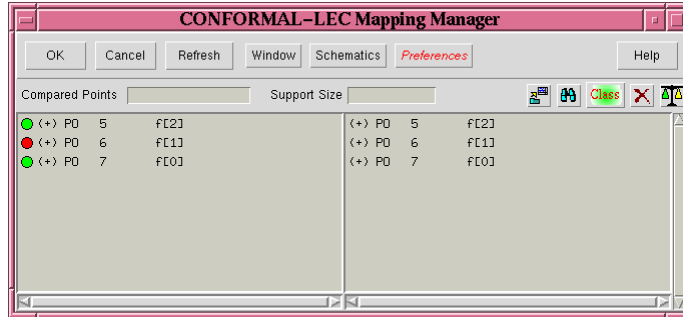 CONFORMAL-LEC Mapping Manager
OK Cancel Refresh Window Schematics Preferences Help
Compared Points Support Size Class
(+) PO 5 f[2] (+) PO 5 f[2]
(+) PO 6 f[1] (+) PO 6 f[1]
(+) PO 7 f[0] (+) PO 7 f[0]